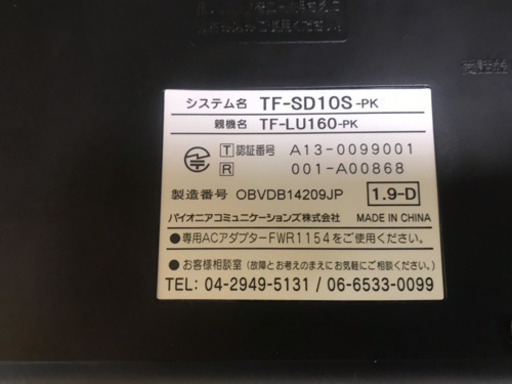 システム名 TF-SD10S-PK
親機名 TF-LU160-PK
T 認証番号 A13-0099001
R 001-A00868
製造番号 OBVDB14209JP 1.9-D
パイオニアコミュニケーションズ株式会社 MADE IN CHINA
●専用ACアダプターFWR1154をご使用ください。
●お客様相談室(故障とお考えのまえにお気軽にご相談ください)
TEL: 04-2949-5131 / 06-6533-0099